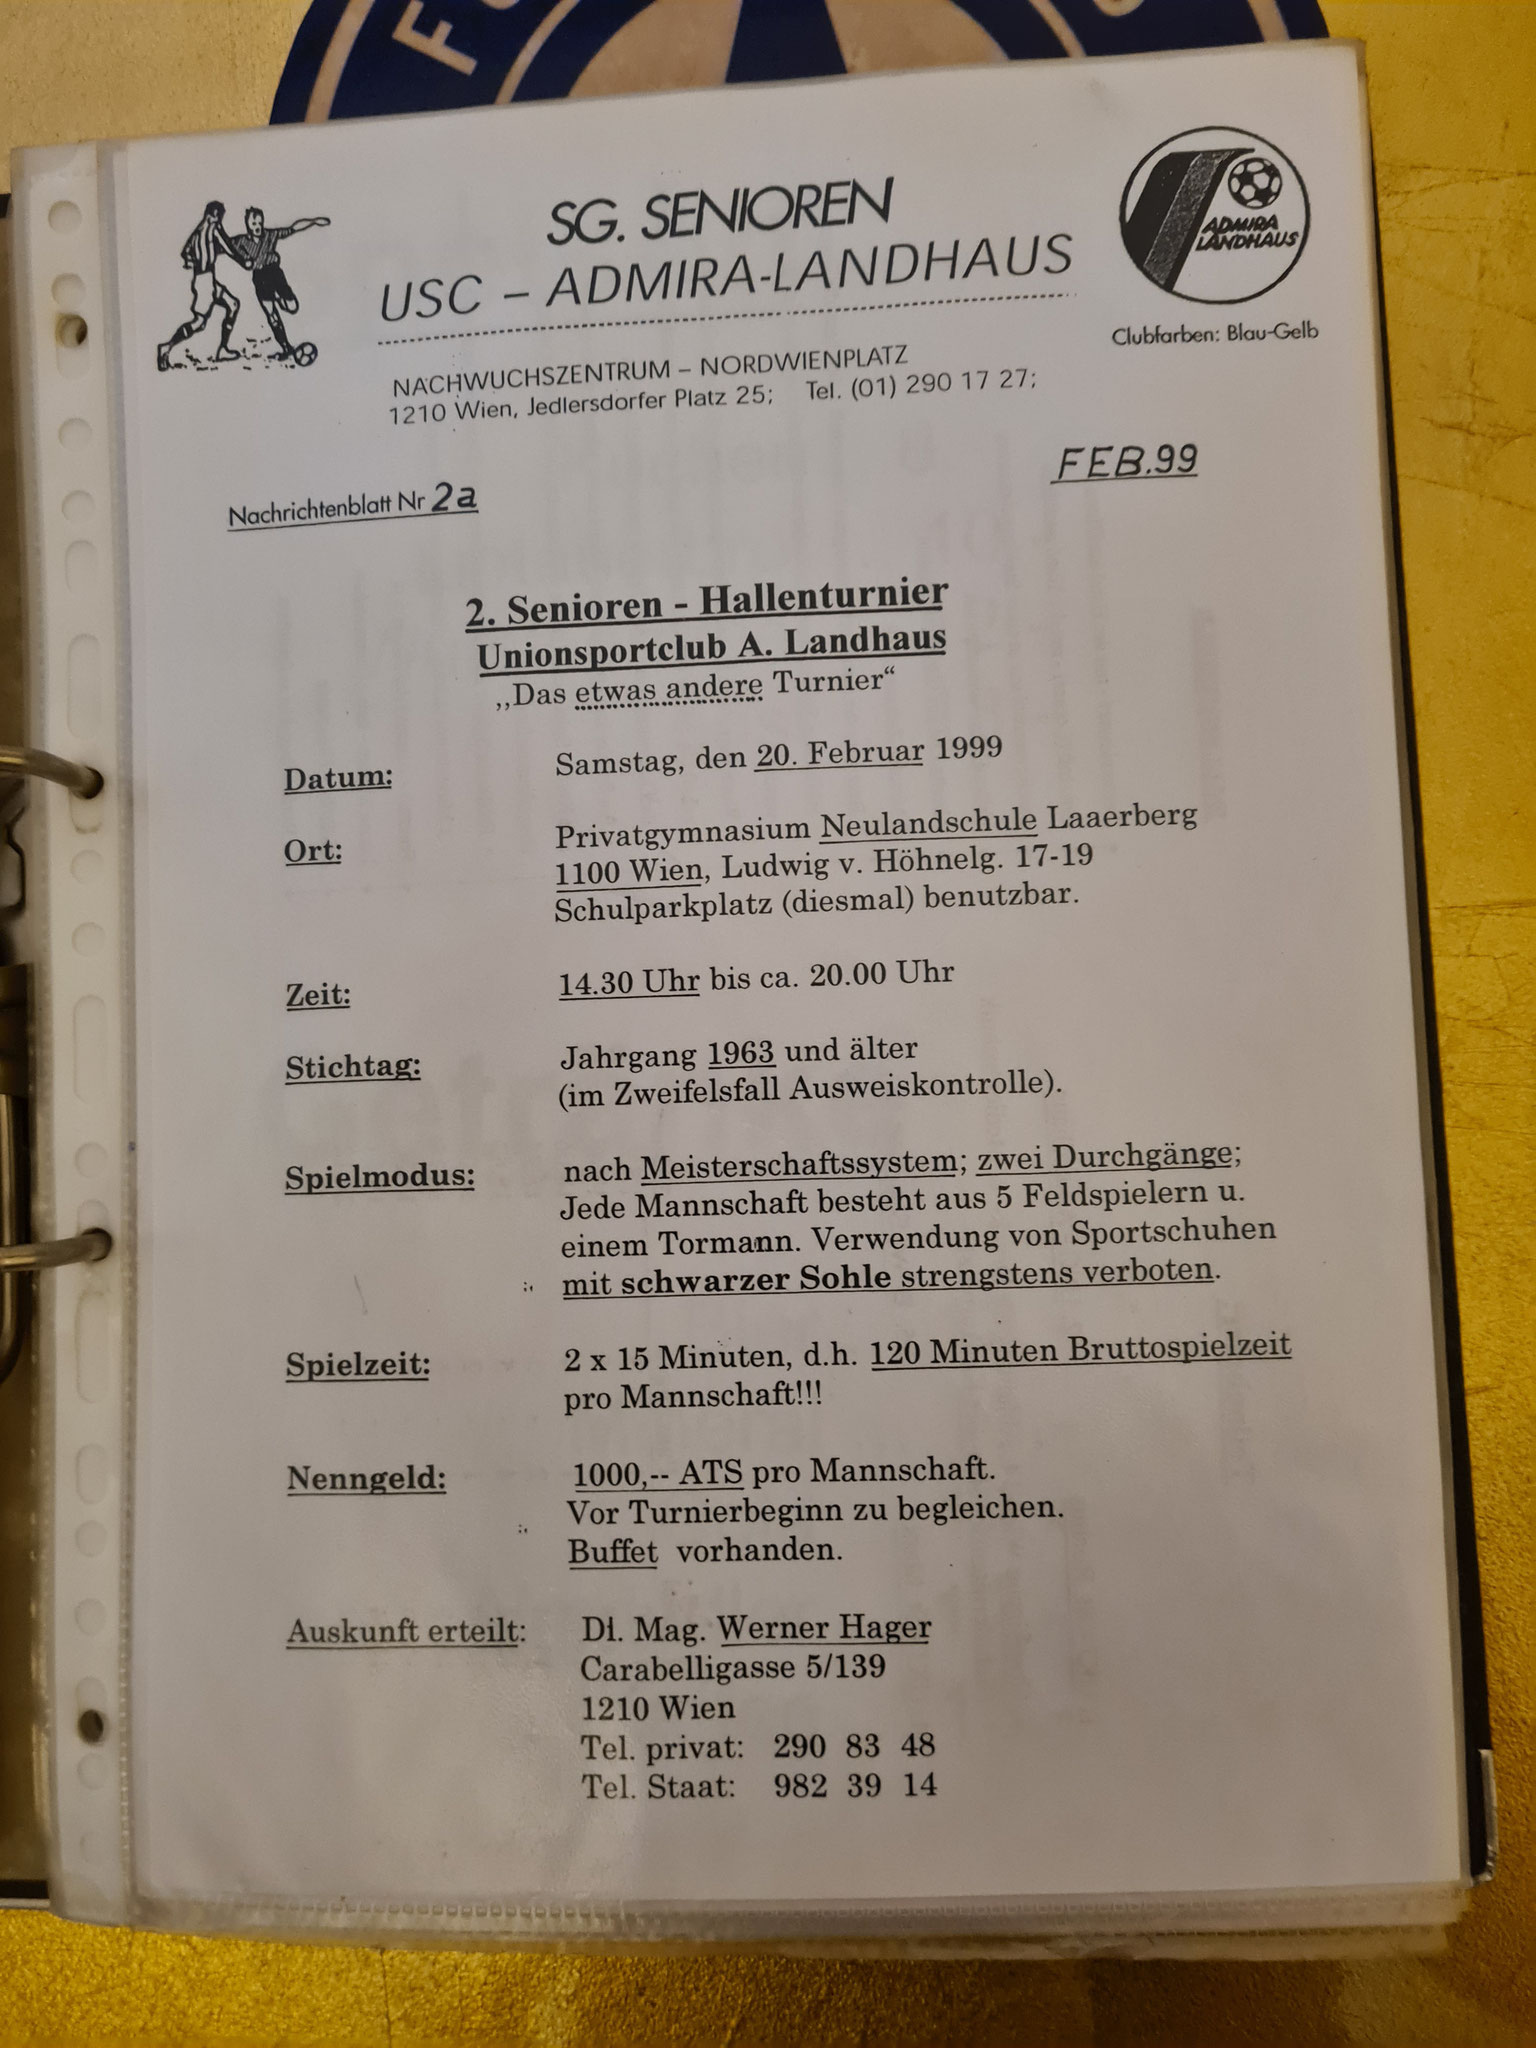 SG. SENIOREN
USC – ADMIRA-LANDHAUS
ADMIRA
LANDHAUS
Clubfarben: Blau-Gelb
NACHWUCHSZENTRUM – NORDWIENPLATZ
1210 Wien, Jedlersdorfer Platz 25; Tel. (01) 290 17 27;
FEB.99
Nachrichtenblatt Nr 2a
2. Senioren - Hallenturnier
Unionsportclub A. Landhaus
,,Das etwas andere Turnier“
Datum: Samstag, den 20. Februar 1999
Ort: Privatgymnasium Neulandschule Laaerberg
1100 Wien, Ludwig v. Höhnelg. 17-19
Schulparkplatz (diesmal) benutzbar.
Zeit: 14.30 Uhr bis ca. 20.00 Uhr
Stichtag: Jahrgang 1963 und älter
(im Zweifelsfall Ausweiskontrolle).
Spielmodus: nach Meisterschaftssystem; zwei Durchgänge;
Jede Mannschaft besteht aus 5 Feldspielern u.
einem Tormann. Verwendung von Sportschuhen
mit schwarzer Sohle strengstens verboten.
Spielzeit: 2 x 15 Minuten, d.h. 120 Minuten Bruttospielzeit
pro Mannschaft!!!
Nenngeld: 1000,-- ATS pro Mannschaft.
Vor Turnierbeginn zu begleichen.
Buffet vorhanden.
Auskunft erteilt: DI. Mag. Werner Hager
Carabelligasse 5/139
1210 Wien
Tel. privat: 290 83 48
Tel. Staat: 982 39 14